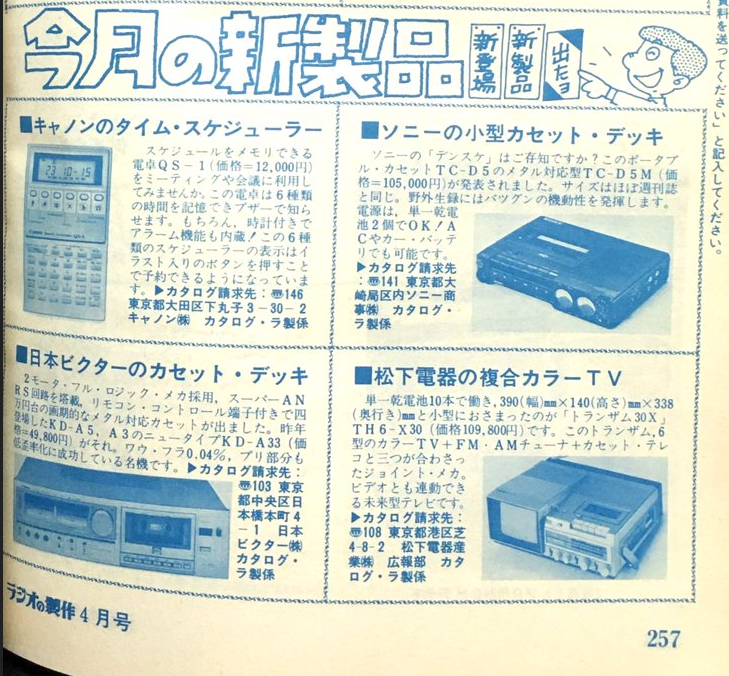 今月の新製品
新登場
新製品
出たョ
資料を送ってください」と記入してください。
■キャノンのタイム・スケジューラー
スケジュールをメモリできる
電卓QS－1（価格＝12,000円）
をミーティングや会議に利用し
てみませんか。この電卓は6種類
の時間を記憶できブザーで知ら
せます。もちろん、時計付きで
アラーム機能も内蔵！この6種
類のスケジューラーの表示はイ
ラスト入りのボタンを押すこと
で予約できるようになっていま
す。▶カタログ請求先：〠146
東京都大田区下丸子3－30－2
キヤノン㈱ カタログ・ラ製係
■ソニーの小型カセット・デッキ
ソニーの「デンスケ」はご存知ですか？このポータブ
ル・カセットTC-D5のメタル対応型TC-D5M（価
格＝105,000円）が発表されました。サイズはほぼ週刊誌
と同じ。野外生録にはバツグンの機動性を発揮します。
電源は，単一乾電
池2個でOK！A
Cやカー・バッテ
リでも可能です。
▶カタログ請求先
：〠141 東京都大
崎局区内ソニー商
事㈱ カタログ・
ラ製係
■日本ビクターのカセット・デッキ
2モータ・フル・ロジック・メカ採用，スーパーAN
RS回路を搭載，リモコン・コントロール端子付きで四
万円台の画期的なメタル対応カセットが出ました。昨年
登場したKD-A5，A3のニュータイプKD-A33（価
格＝49,800円）がそれ。ワウ・フラ0.04％，プリ部分も
低歪率化に成功している名機です。▶カタログ請求先：
〠103 東京
都中央区日
本橋本町4
－1 日本
ビクター㈱
カタログ・
ラ製係
■松下電器の複合カラーTV
単一乾電池10本で働き，390(幅)㎜×140(高さ)㎜×338
(奥行き)㎜と小型におさまったのが「トランザム30X」
TH6-X30（価格109,800円）です。このトランザム，6
型のカラーTV＋FM・AMチューナ＋カセット・テレ
コと三つが合わさっ
たジョイント・メカ。
ビデオとも連動でき
る未来型テレビです。
▶カタログ請求先：
〠108 東京都港区芝
4-8-2 松下電器産
業㈱ 広報部 カタ
ログ・ラ製係
ラジオの製作4月号
257